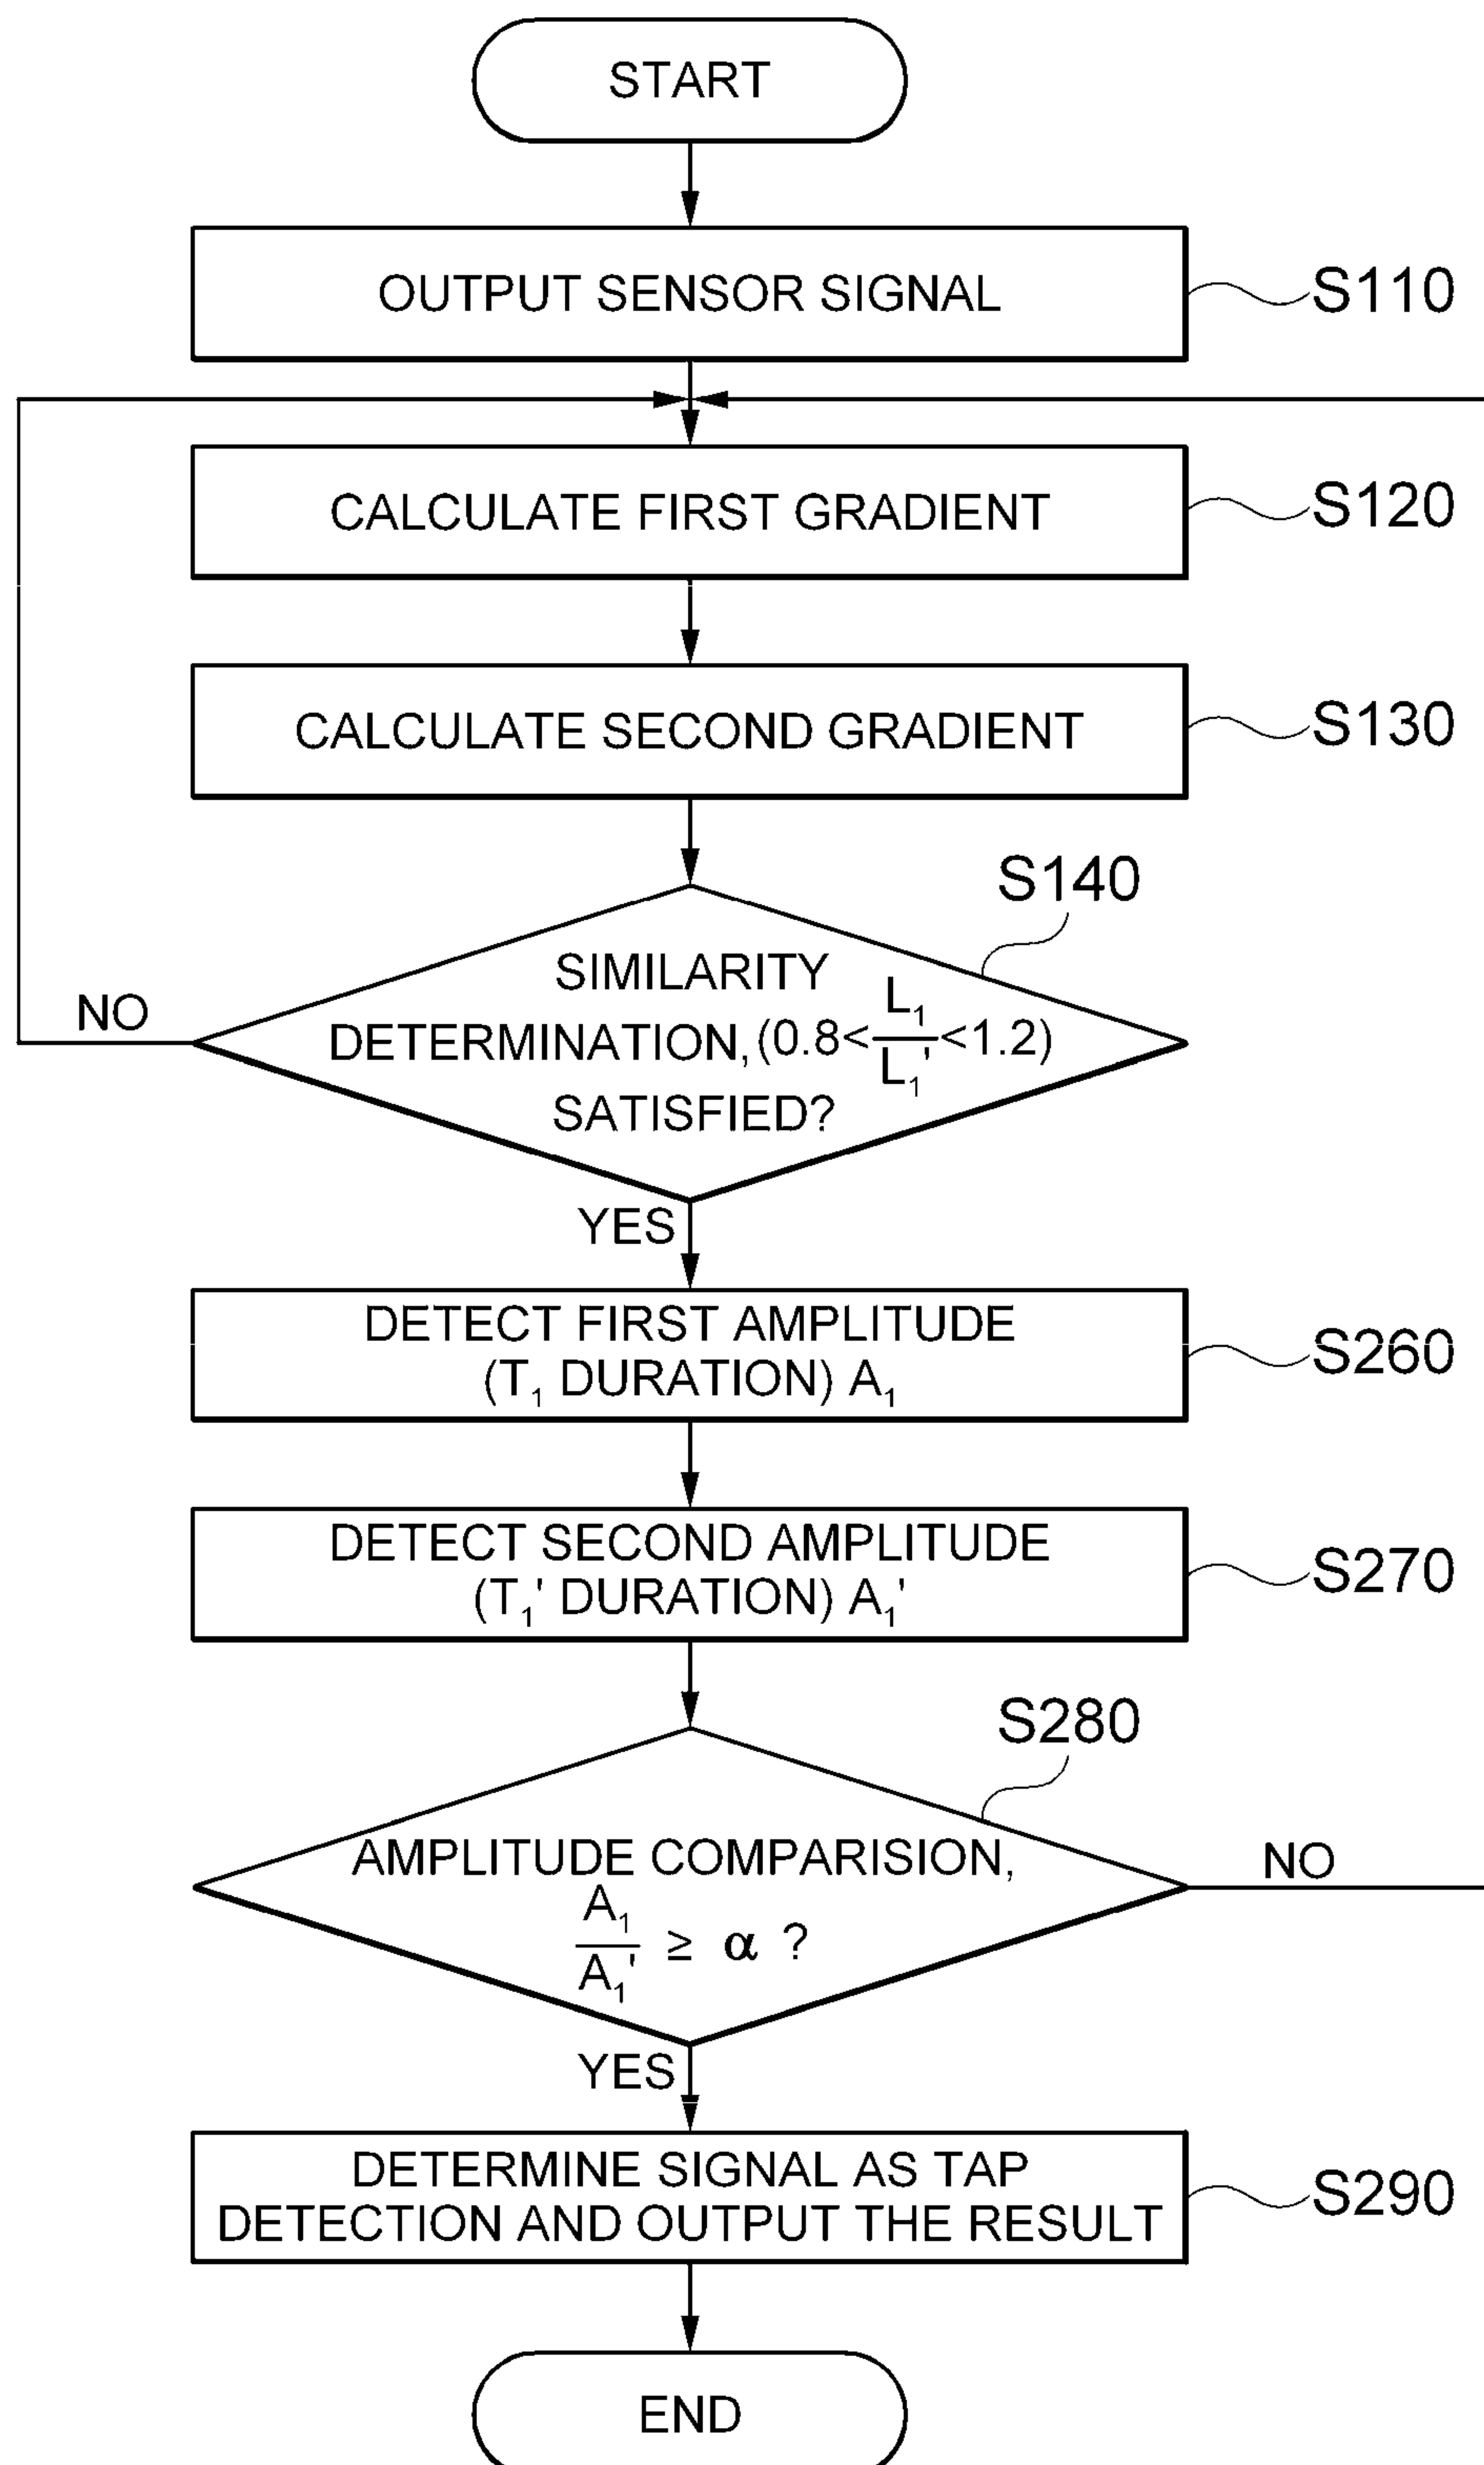 START
OUTPUT SENSOR SIGNAL
S110
CALCULATE FIRST GRADIENT
S120
CALCULATE SECOND GRADIENT
S130
S140
SIMILARITY
DETERMINATION, (0.8< L₁/L₁' <1.2)
SATISFIED?
NO
YES
DETECT FIRST AMPLITUDE
(T₁ DURATION) A₁
S260
DETECT SECOND AMPLITUDE
(T₁' DURATION) A₁'
S270
S280
AMPLITUDE COMPARISION,
A₁/A₁' ≥ α ?
NO
YES
DETERMINE SIGNAL AS TAP
DETECTION AND OUTPUT THE RESULT
S290
END